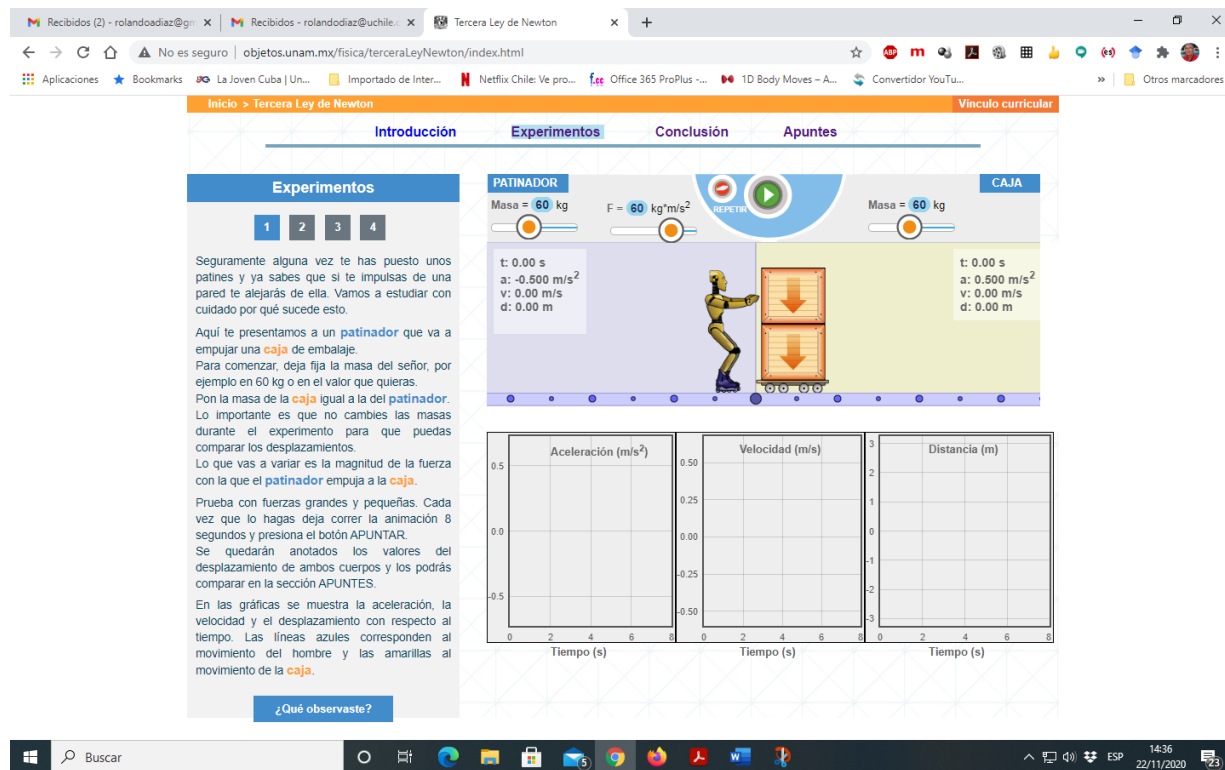 Recibidos (2) - rolandoadiaz@gm
Recibidos - rolandodiaz@uchile.c
Tercera Ley de Newton
No es seguro | objetos.unam.mx/fisica/terceraLeyNewton/index.html
Aplicaciones
Bookmarks
La Joven Cuba | Un...
Importado de Inter...
Netflix Chile: Ve pro...
Office 365 ProPlus -...
1D Body Moves – A...
Convertidor YouTu...
»
Otros marcadores
Inicio > Tercera Ley de Newton
Vínculo curricular
Introducción
Experimentos
Conclusión
Apuntes
Experimentos
1 2 3 4
Seguramente alguna vez te has puesto unos
patines y ya sabes que si te impulsas de una
pared te alejarás de ella. Vamos a estudiar con
cuidado por qué sucede esto.
Aquí te presentamos a un patinador que va a
empujar una caja de embalaje.
Para comenzar, deja fija la masa del señor, por
ejemplo en 60 kg o en el valor que quieras.
Pon la masa de la caja igual a la del patinador.
Lo importante es que no cambies las masas
durante el experimento para que puedas
comparar los desplazamientos.
Lo que vas a variar es la magnitud de la fuerza
con la que el patinador empuja a la caja.
Prueba con fuerzas grandes y pequeñas. Cada
vez que lo hagas deja correr la animación 8
segundos y presiona el botón APUNTAR.
Se quedarán anotados los valores del
desplazamiento de ambos cuerpos y los podrás
comparar en la sección APUNTES.
En las gráficas se muestra la aceleración, la
velocidad y el desplazamiento con respecto al
tiempo. Las líneas azules corresponden al
movimiento del hombre y las amarillas al
movimiento de la caja.
¿Qué observaste?
PATINADOR
Masa = 60 kg
F = 60 kg*m/s²
REPETIR
CAJA
Masa = 60 kg
t: 0.00 s
a: -0.500 m/s²
v: 0.00 m/s
d: 0.00 m
t: 0.00 s
a: 0.500 m/s²
v: 0.00 m/s
d: 0.00 m
Aceleración (m/s²)
0.5
0.0
-0.5
0 2 4 6 8
Tiempo (s)
Velocidad (m/s)
0.50
0.25
0.00
-0.25
-0.50
0 2 4 6 8
Tiempo (s)
Distancia (m)
3
2
1
0
-1
-2
-3
0 2 4 6 8
Tiempo (s)
Buscar
ESP
14:36
22/11/2020